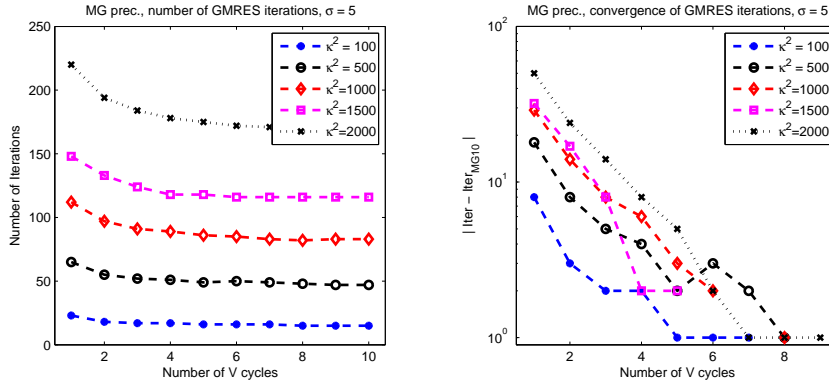 MG prec., number of GMRES iterations, σ = 5
250
200
150
100
50
0
2
4
6
8
10
Number of Iterations
Number of V cycles
κ² = 100
κ² = 500
κ²=1000
κ²=1500
κ²=2000
MG prec., convergence of GMRES iterations, σ = 5
10²
10¹
10⁰
2
4
6
8
| Iter − Iter_MG10 |
Number of V cycles
κ² = 100
κ² = 500
κ²=1000
κ²=1500
κ²=2000